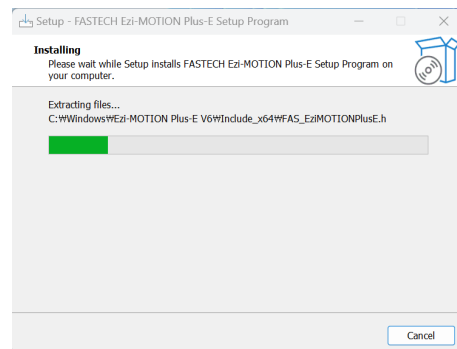 Setup - FASTECH Ezi-MOTION Plus-E Setup Program
Installing
Please wait while Setup installs FASTECH Ezi-MOTION Plus-E Setup Program on
your computer.
Extracting files...
C:₩Windows₩Ezi-MOTION Plus-E V6₩Include_x64₩FAS_EziMOTIONPlusE.h
Cancel